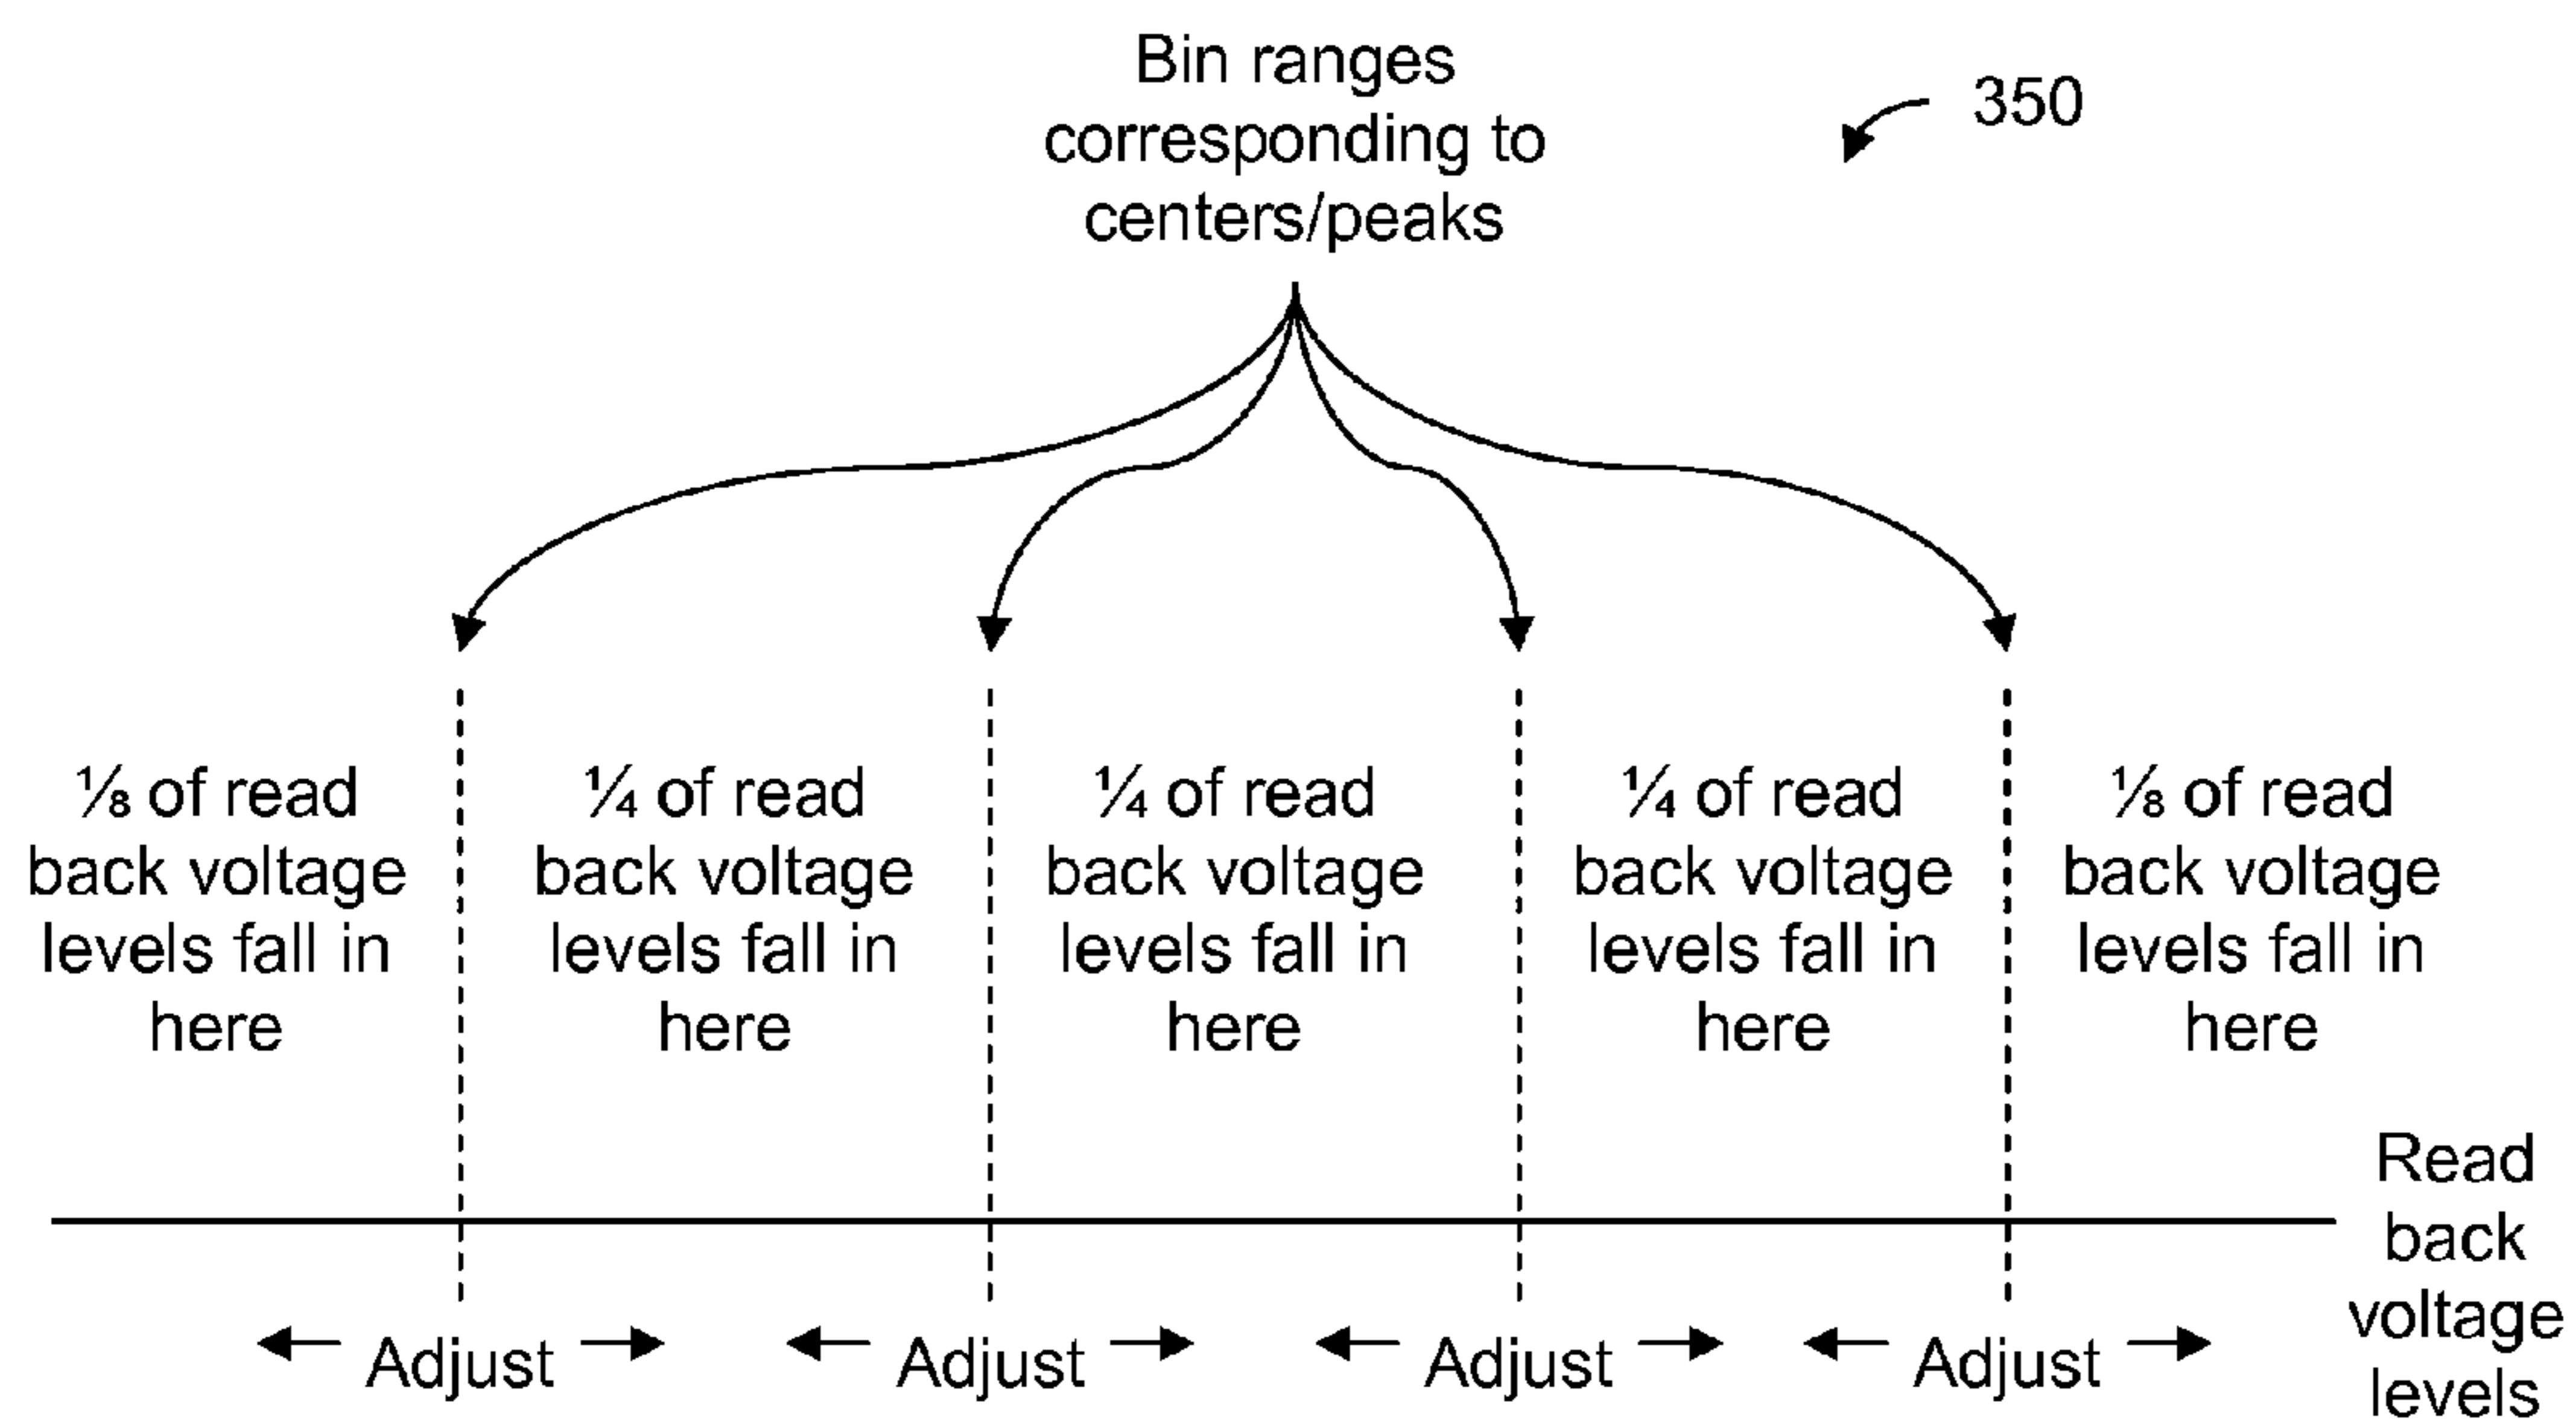 Bin ranges
corresponding to
centers/peaks
350
⅛ of read
back voltage
levels fall in
here
¼ of read
back voltage
levels fall in
here
¼ of read
back voltage
levels fall in
here
¼ of read
back voltage
levels fall in
here
⅛ of read
back voltage
levels fall in
here
Read
back
voltage
levels
Adjust
Adjust
Adjust
Adjust